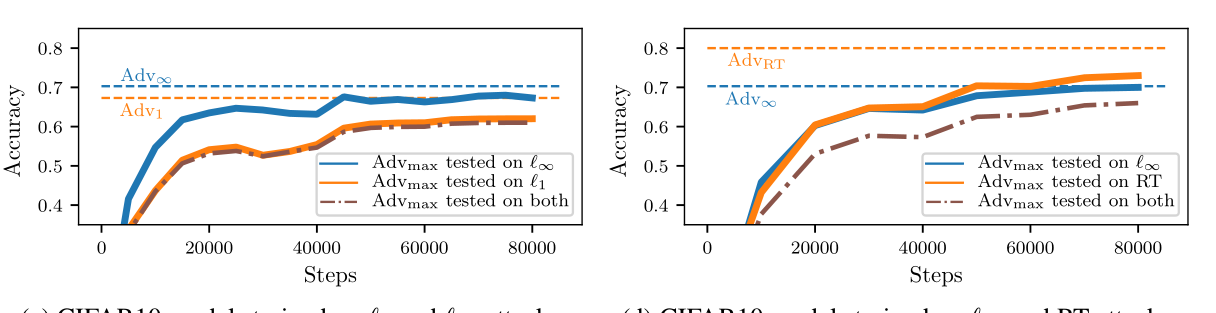 0.8
0.7
0.6
0.5
0.4
Accuracy
Adv∞
Adv1
Advmax tested on ℓ∞
Advmax tested on ℓ1
Advmax tested on both
0 20000 40000 60000 80000
Steps
0.8
0.7
0.6
0.5
0.4
Accuracy
AdvRT
Adv∞
Advmax tested on ℓ∞
Advmax tested on RT
Advmax tested on both
0 20000 40000 60000 80000
Steps
CIFAR10
(d) CIFAR10